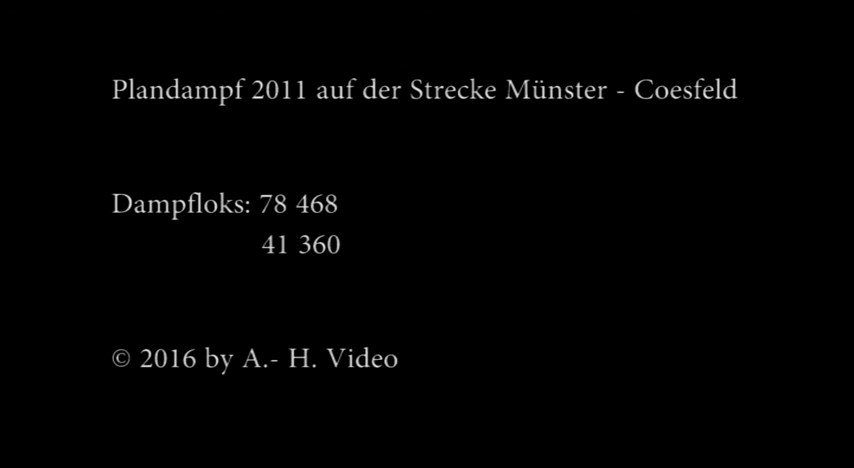 Plandampf 2011 auf der Strecke Münster - Coesfeld
Dampfloks: 78 468
41 360
© 2016 by A.- H. Video